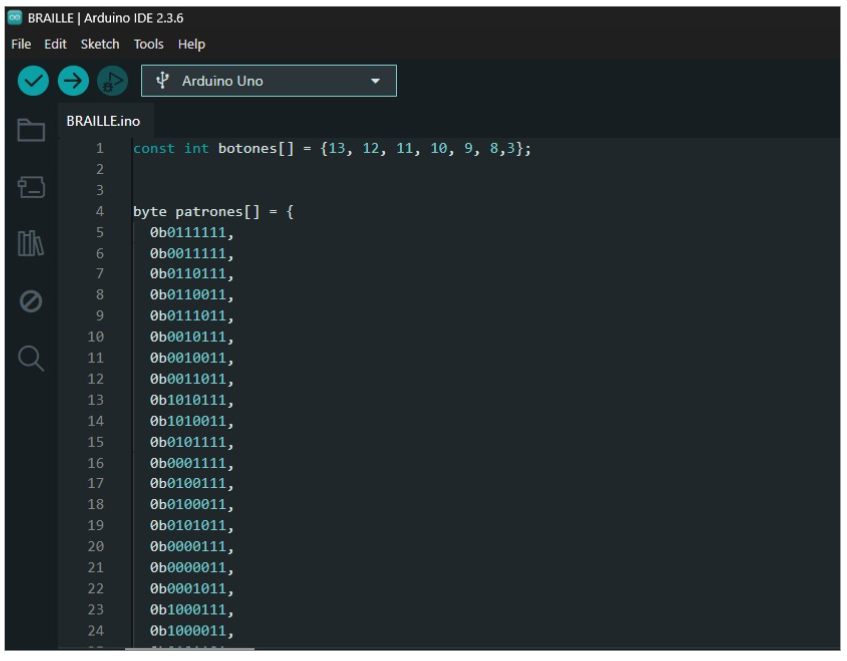 BRAILLE | Arduino IDE 2.3.6
File Edit Sketch Tools Help
Arduino Uno
BRAILLE.ino
1 const int botones[] = {13, 12, 11, 10, 9, 8,3};
2
3
4 byte patrones[] = {
5 0b0111111,
6 0b0011111,
7 0b0110111,
8 0b0110011,
9 0b0111011,
10 0b0010111,
11 0b0010011,
12 0b0011011,
13 0b1010111,
14 0b1010011,
15 0b0101111,
16 0b0001111,
17 0b0100111,
18 0b0100011,
19 0b0101011,
20 0b0000111,
21 0b0000011,
22 0b0001011,
23 0b1000111,
24 0b1000011,